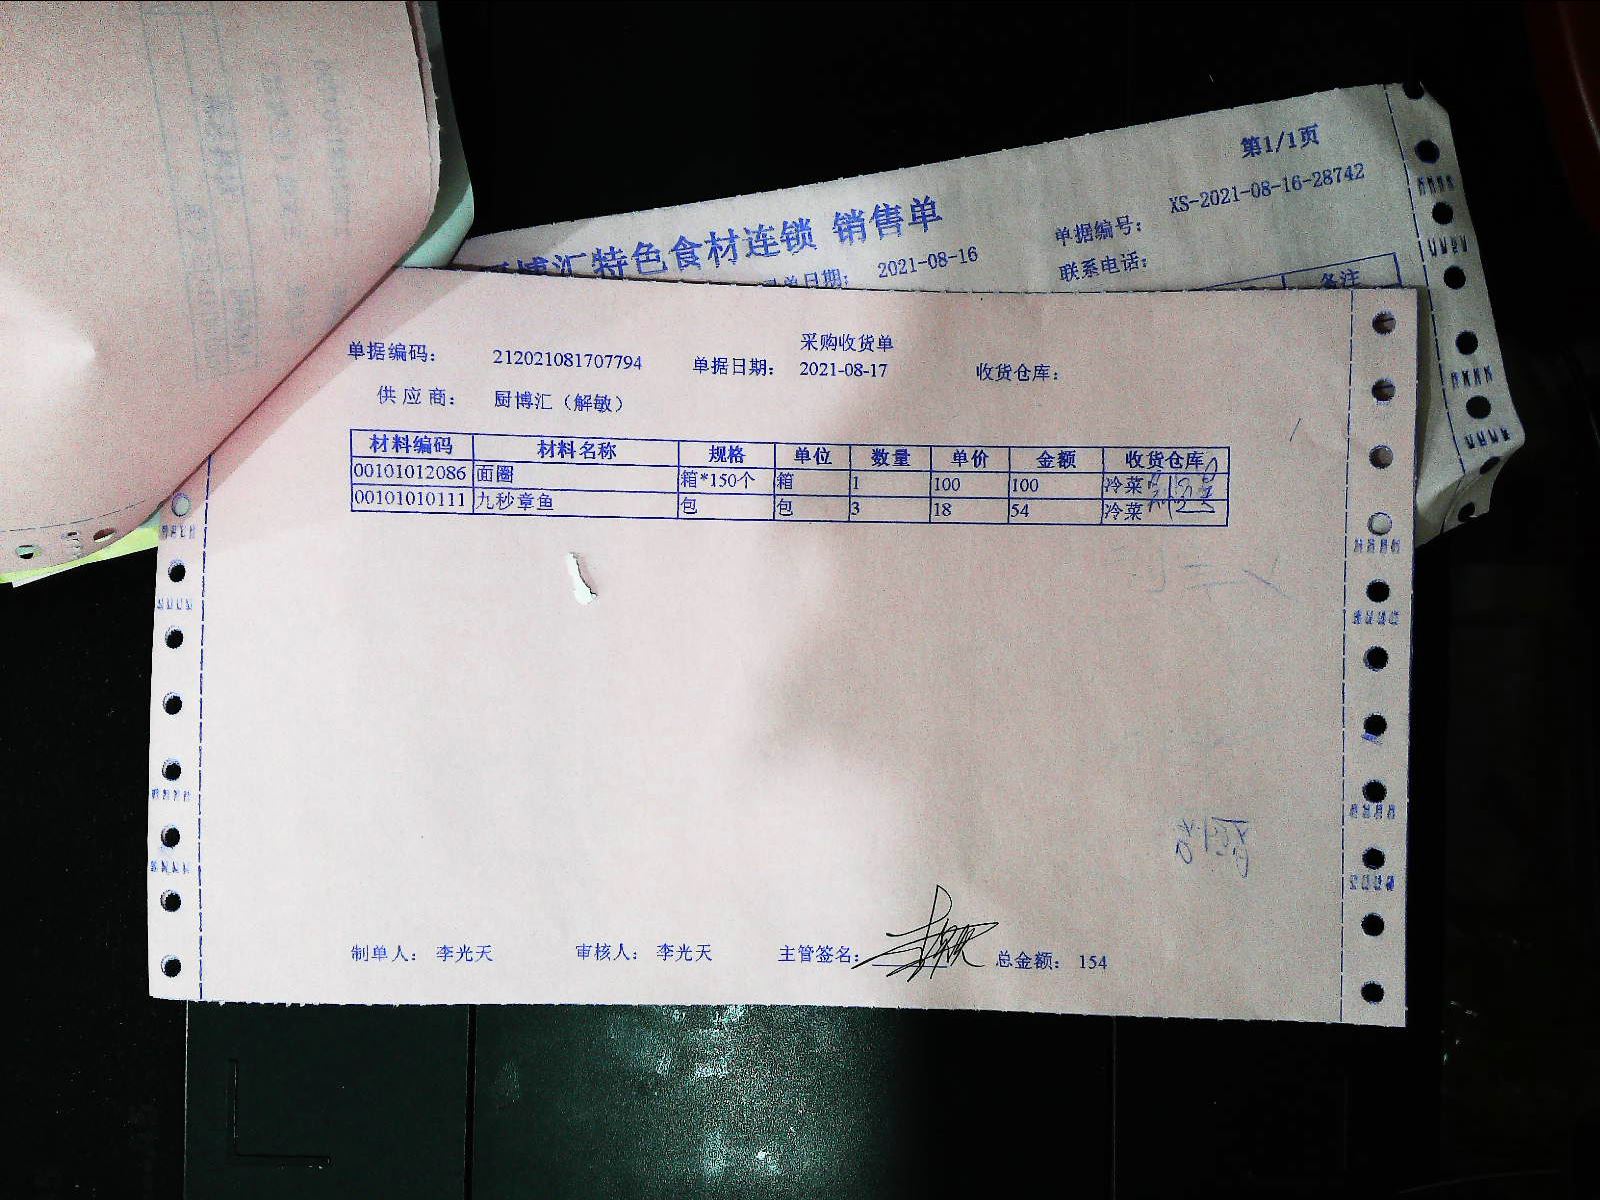 第1/1页
厨博汇特色食材连锁 销售单
单据编号: XS-2021-08-16-28742
单日期: 2021-08-16
联系电话:
备注
采购收货单
单据编码: 212021081707794 单据日期: 2021-08-17 收货仓库:
供应商: 厨博汇（解敏）
材料编码 材料名称 规格 单位 数量 单价 金额 收货仓库
00101012086 面圈 箱*150个 箱 1 100 100 冷菜
00101010111 九秒章鱼 包 包 3 18 54 冷菜
制单人: 李光天 审核人: 李光天 主管签名: 总金额: 154